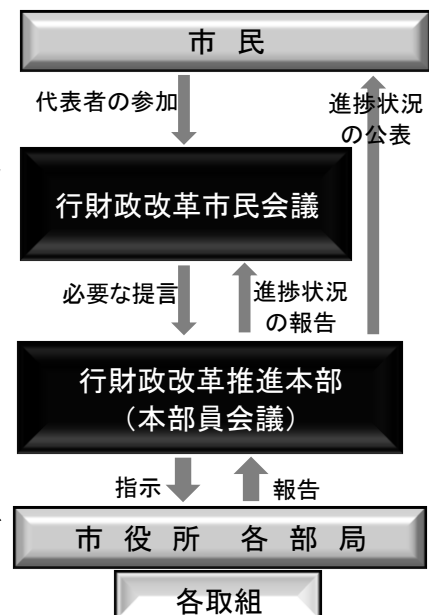 市 民
代表者の参加
進捗状況
の公表
行財政改革市民会議
必要な提言
進捗状況
の報告
行財政改革推進本部
（本部員会議）
指示
報告
市 役 所 各 部 局
各取組